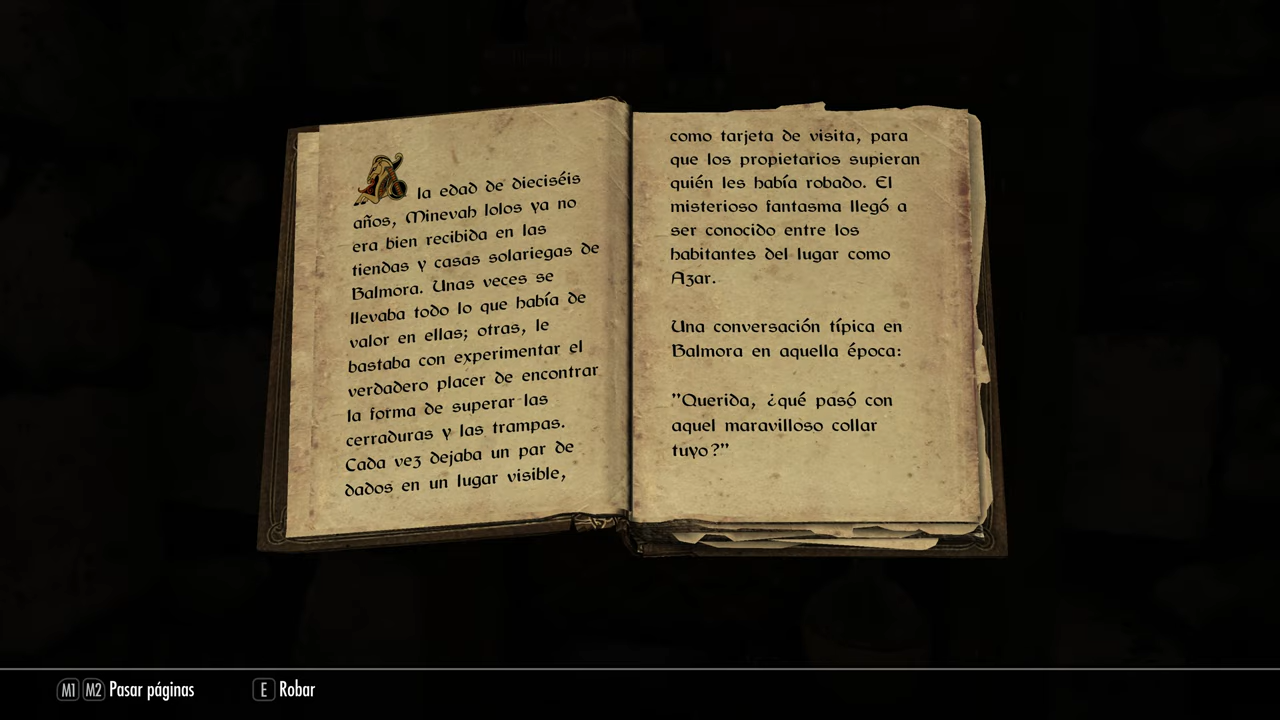 A la edad de dieciséis
años, Minevah Iolos ya no
era bien recibida en las
tiendas y casas solariegas de
Balmora. Unas veces se
llevaba todo lo que había de
valor en ellas; otras, le
bastaba con experimentar el
verdadero placer de encontrar
la forma de superar las
cerraduras y las trampas.
Cada vez dejaba un par de
dados en un lugar visible,
como tarjeta de visita, para
que los propietarios supieran
quién les había robado. El
misterioso fantasma llegó a
ser conocido entre los
habitantes del lugar como
Azar.
Una conversación típica en
Balmora en aquella época:
"Querida, ¿qué pasó con
aquel maravilloso collar
tuyo?"
M1 M2 Pasar páginas E Robar